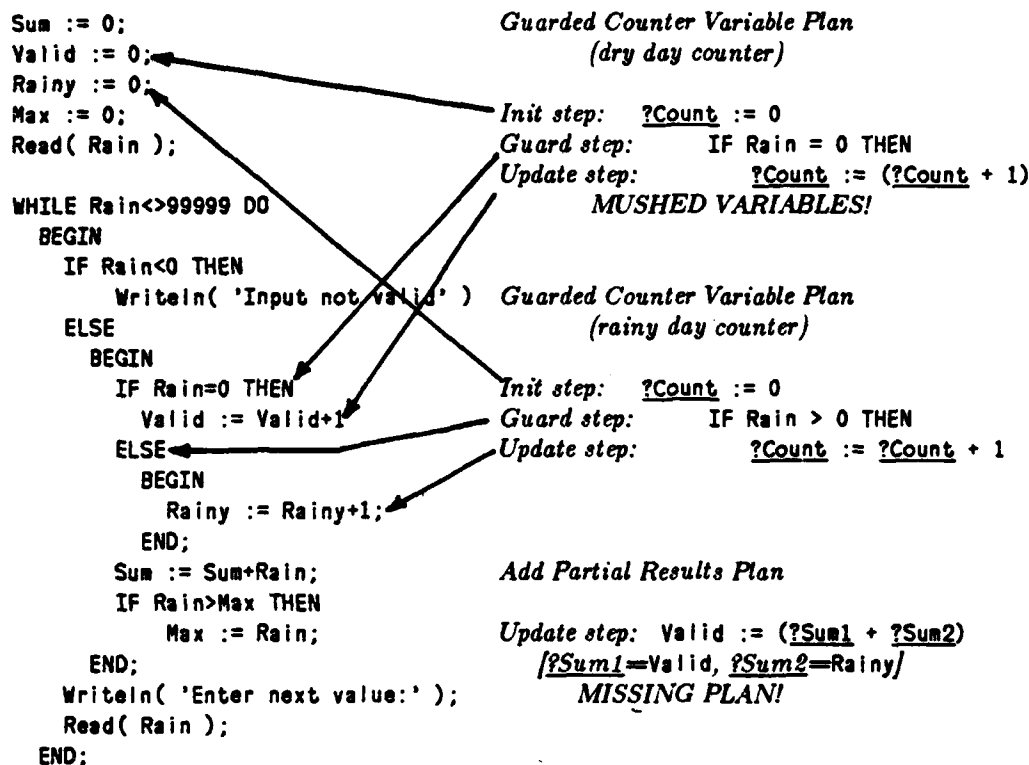 Sum := 0;
Valid := 0;
Rainy := 0;
Max := 0;
Read( Rain );
WHILE Rain<>99999 DO
BEGIN
IF Rain<0 THEN
Writeln( 'Input not valid' )
ELSE
BEGIN
IF Rain=0 THEN
Valid := Valid+1
ELSE
BEGIN
Rainy := Rainy+1;
END;
Sum := Sum+Rain;
IF Rain>Max THEN
Max := Rain;
END;
Writeln( 'Enter next value:' );
Read( Rain );
END;
Guarded Counter Variable Plan
(dry day counter)
Init step: ?Count := 0
Guard step: IF Rain = 0 THEN
Update step: ?Count := (?Count + 1)
MUSHED VARIABLES!
Guarded Counter Variable Plan
(rainy day counter)
Init step: ?Count := 0
Guard step: IF Rain > 0 THEN
Update step: ?Count := ?Count + 1
Add Partial Results Plan
Update step: Valid := (?Sum1 + ?Sum2)
[?Sum1=Valid, ?Sum2=Rainy]
MISSING PLAN!